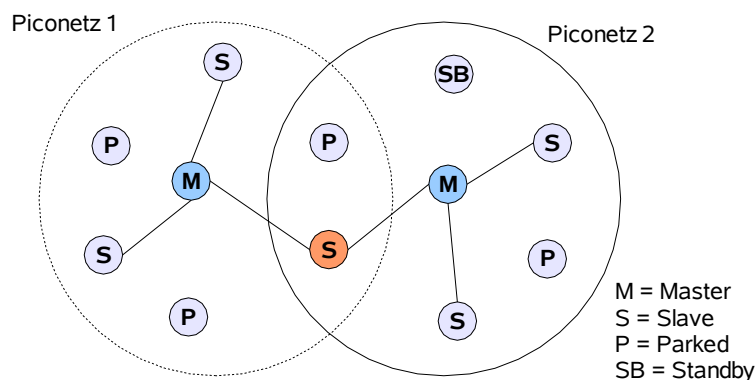 Piconetz 1
Piconetz 2
S
SB
P
P
S
M
M
S
S
P
P
S
M = Master
S = Slave
P = Parked
SB = Standby